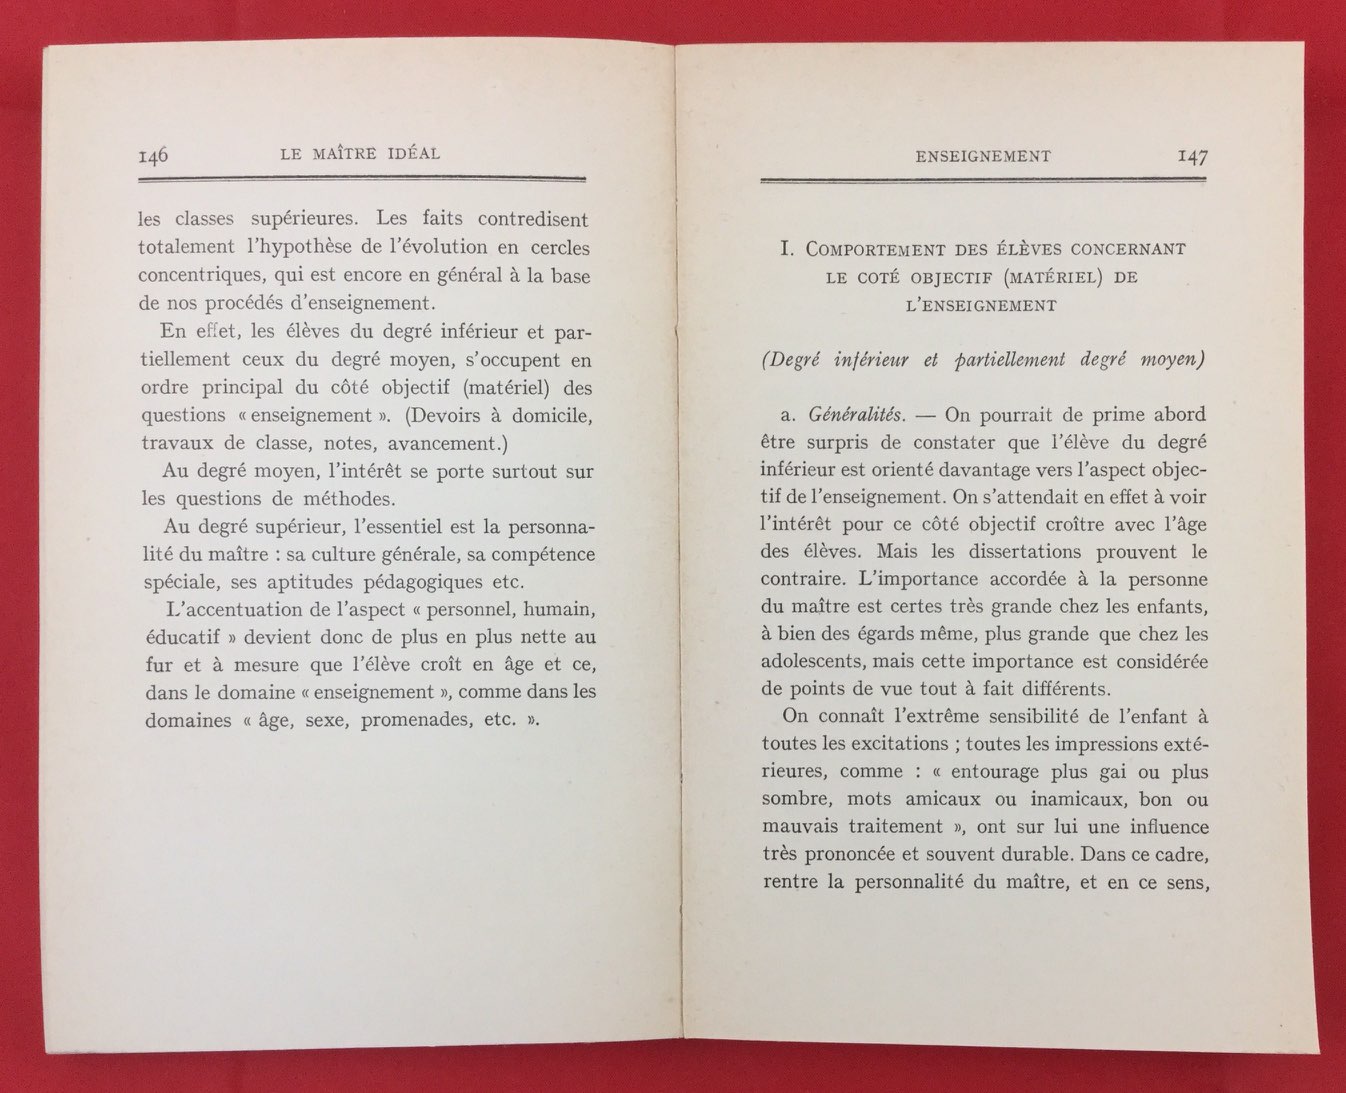 146 LE MAÎTRE IDÉAL
les classes supérieures. Les faits contredisent
totalement l'hypothèse de l'évolution en cercles
concentriques, qui est encore en général à la base
de nos procédés d'enseignement.
En effet, les élèves du degré inférieur et par-
tiellement ceux du degré moyen, s'occupent en
ordre principal du côté objectif (matériel) des
questions « enseignement ». (Devoirs à domicile,
travaux de classe, notes, avancement.)
Au degré moyen, l'intérêt se porte surtout sur
les questions de méthodes.
Au degré supérieur, l'essentiel est la personna-
lité du maître : sa culture générale, sa compétence
spéciale, ses aptitudes pédagogiques etc.
L'accentuation de l'aspect « personnel, humain,
éducatif » devient donc de plus en plus nette au
fur et à mesure que l'élève croît en âge et ce,
dans le domaine « enseignement », comme dans les
domaines « âge, sexe, promenades, etc. ».
ENSEIGNEMENT 147
I. COMPORTEMENT DES ÉLÈVES CONCERNANT
LE COTÉ OBJECTIF (MATÉRIEL) DE
L'ENSEIGNEMENT
(Degré inférieur et partiellement degré moyen)
a. Généralités. — On pourrait de prime abord
être surpris de constater que l'élève du degré
inférieur est orienté davantage vers l'aspect objec-
tif de l'enseignement. On s'attendait en effet à voir
l'intérêt pour ce côté objectif croître avec l'âge
des élèves. Mais les dissertations prouvent le
contraire. L'importance accordée à la personne
du maître est certes très grande chez les enfants,
à bien des égards même, plus grande que chez les
adolescents, mais cette importance est considérée
de points de vue tout à fait différents.
On connaît l'extrême sensibilité de l'enfant à
toutes les excitations ; toutes les impressions exté-
rieures, comme : « entourage plus gai ou plus
sombre, mots amicaux ou inamicaux, bon ou
mauvais traitement », ont sur lui une influence
très prononcée et souvent durable. Dans ce cadre,
rentre la personnalité du maître, et en ce sens,